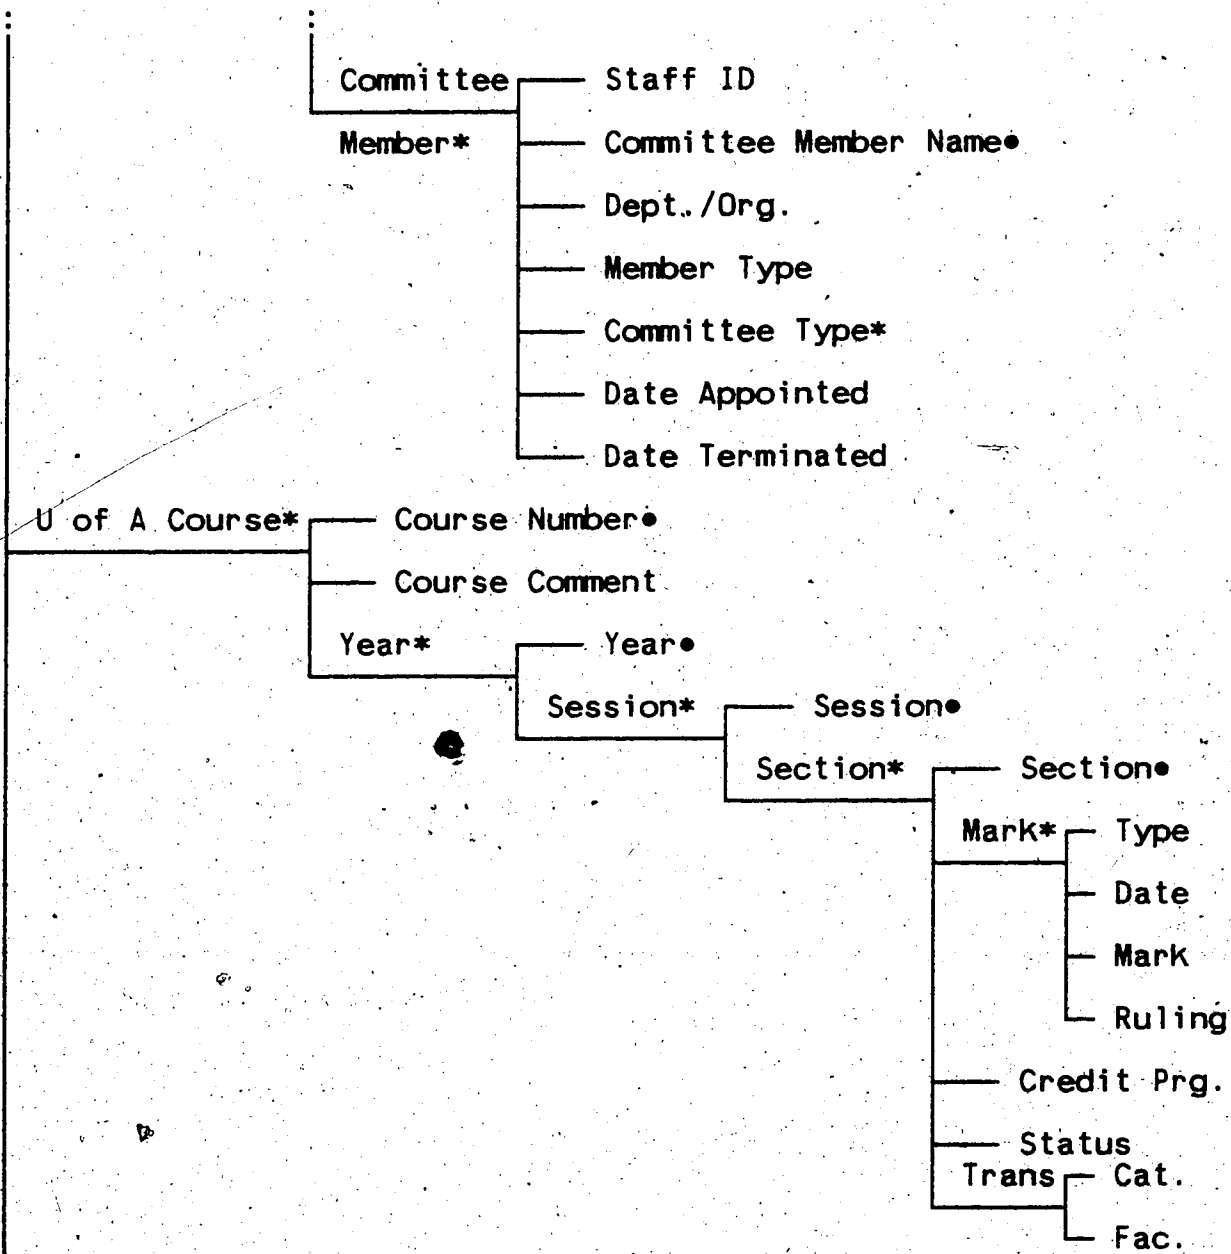 :
:
Committee
Staff ID
Member*
Committee Member Name●
Dept./Org.
Member Type
Committee Type*
Date Appointed
Date Terminated
U of A Course*
Course Number●
Course Comment
Year*
Year●
Session*
Session●
Section*
Section●
Mark*
Type
Date
Mark
Ruling
Credit Prg.
Status
Trans
Cat.
Fac.